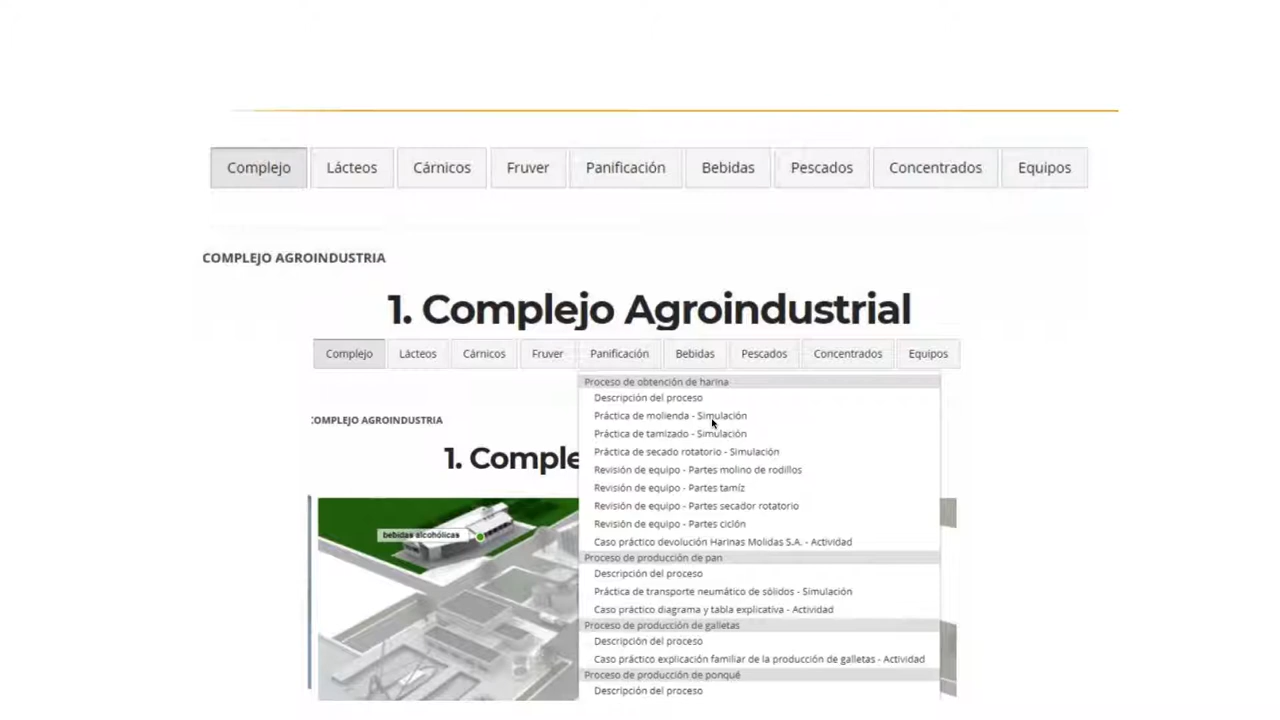 Complejo Lácteos Cárnicos Fruver Panificación Bebidas Pescados Concentrados Equipos
COMPLEJO AGROINDUSTRIA
1. Complejo Agroindustrial
Complejo Lácteos Cárnicos Fruver Panificación Bebidas Pescados Concentrados Equipos
Proceso de obtención de harina
Descripción del proceso
COMPLEJO AGROINDUSTRIA
Práctica de molienda - Simulación
Práctica de tamizado - Simulación
1. Comple
Práctica de secado rotatorio - Simulación
Revisión de equipo - Partes molino de rodillos
Revisión de equipo - Partes tamíz
Revisión de equipo - Partes secador rotatorio
Revisión de equipo - Partes ciclón
bebidas alcohólicas
Caso práctico devolución Harinas Molidas S.A. - Actividad
Proceso de producción de pan
Descripción del proceso
Práctica de transporte neumático de sólidos - Simulación
Caso práctico diagrama y tabla explicativa - Actividad
Proceso de producción de galletas
Descripción del proceso
Caso práctico explicación familiar de la producción de galletas - Actividad
Proceso de producción de ponqué
Descripción del proceso